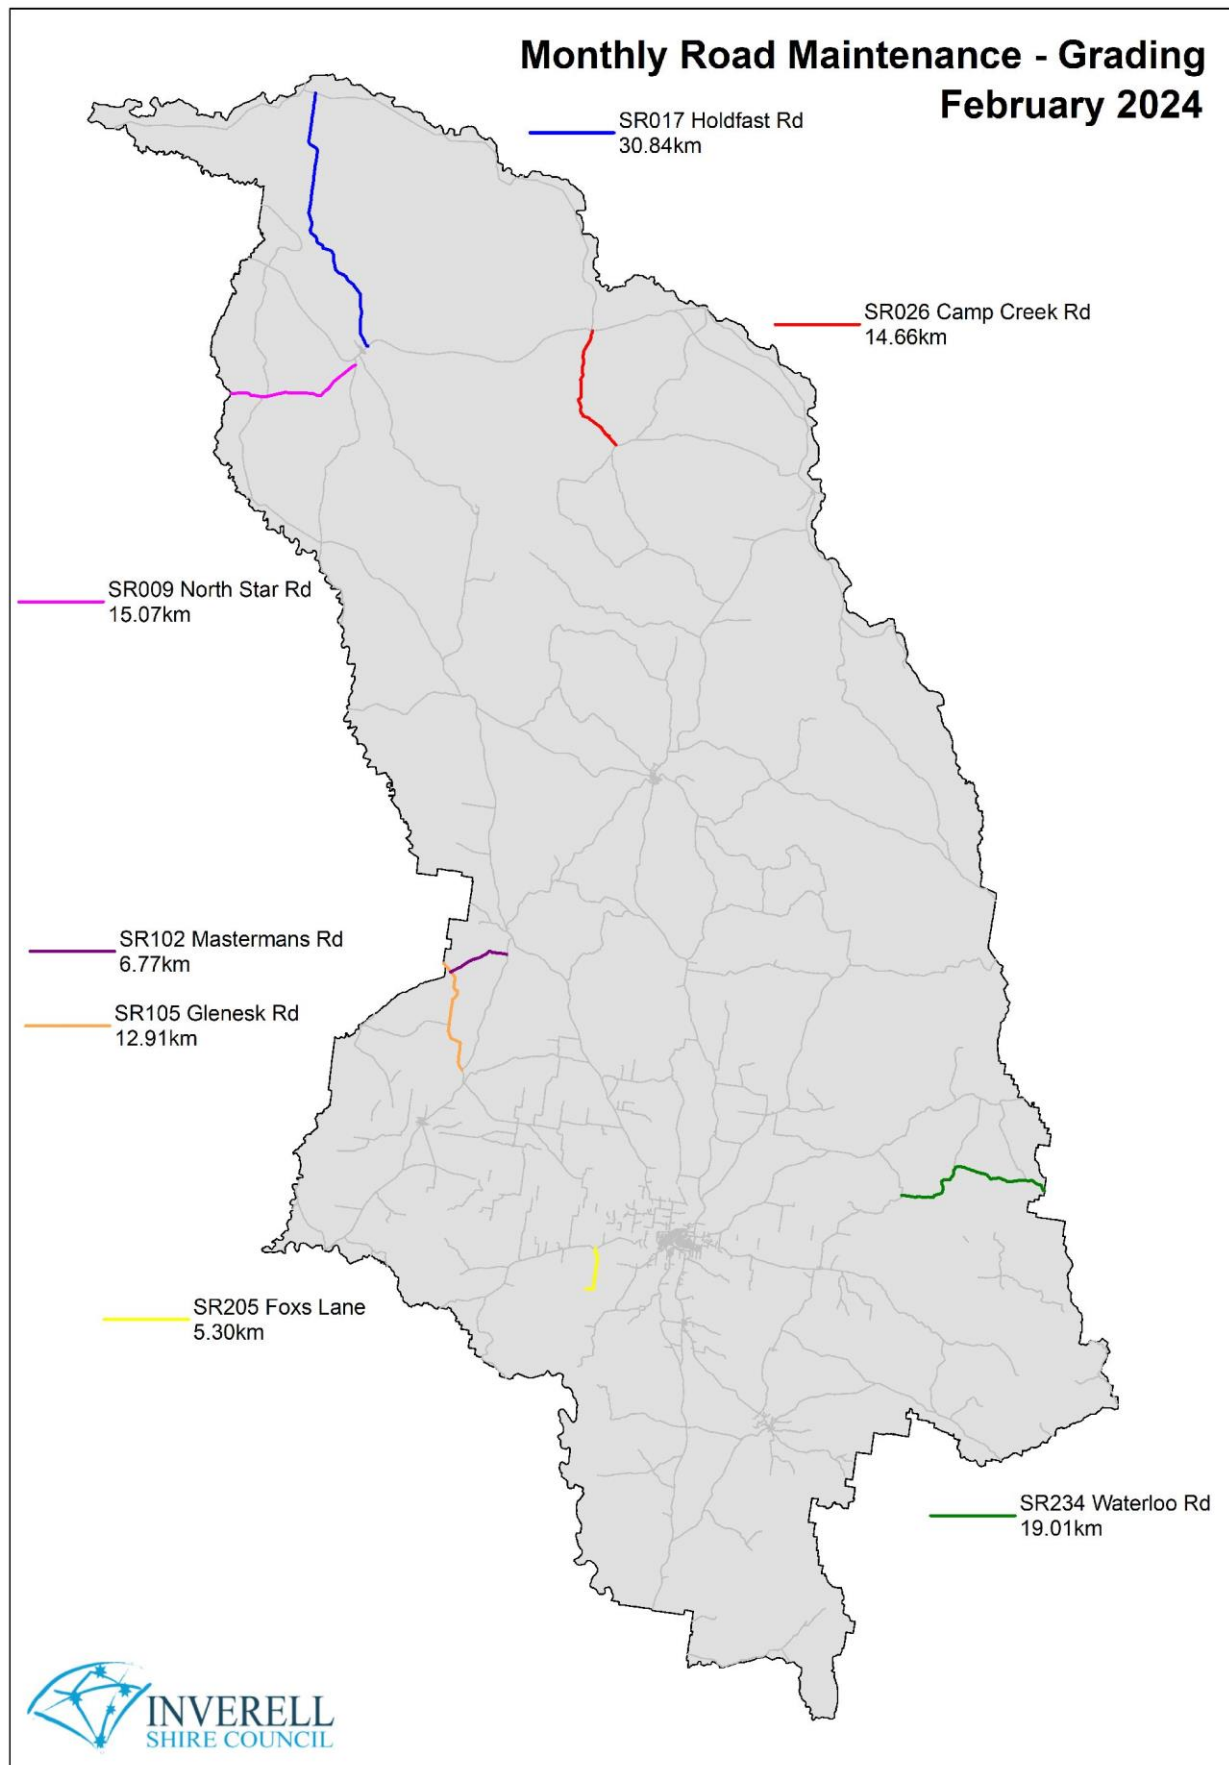 Monthly Road Maintenance - Grading
February 2024
SR017 Holdfast Rd
30.84km
SR026 Camp Creek Rd
14.66km
SR009 North Star Rd
15.07km
SR102 Mastermans Rd
6.77km
SR105 Glenesk Rd
12.91km
SR205 Foxs Lane
5.30km
SR234 Waterloo Rd
19.01km
INVERELL
SHIRE COUNCIL